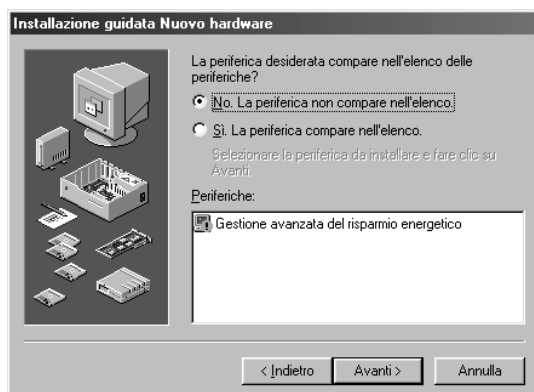 Installazione guidata Nuovo hardware
La periferica desiderata compare nell'elenco delle
periferiche?
No. La periferica non compare nell'elenco.
Sì. La periferica compare nell'elenco.
Selezionare la periferica da installare e fare clic su
Avanti.
Periferiche:
Gestione avanzata del risparmio energetico
< Indietro
Avanti >
Annulla